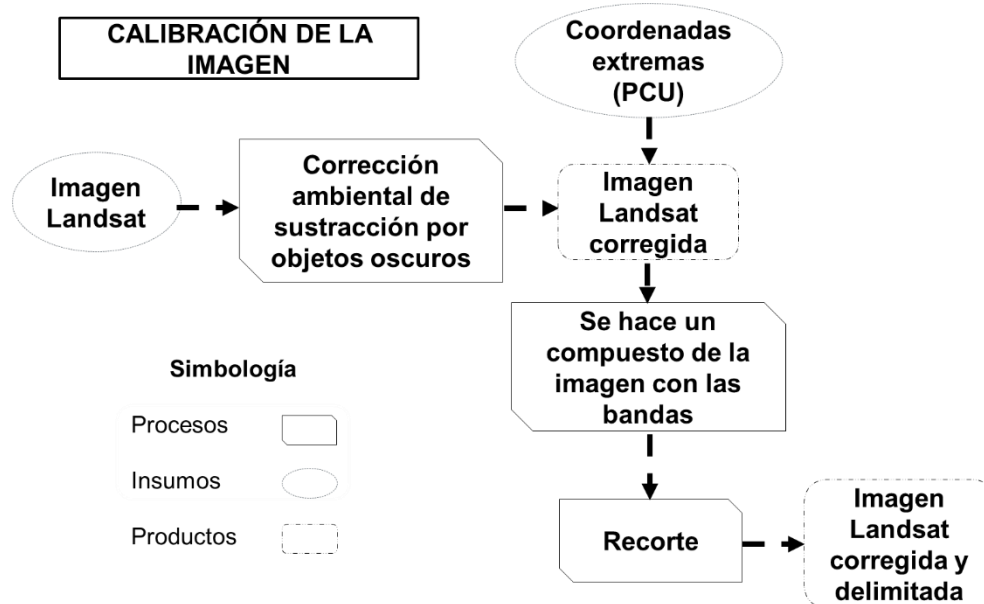 CALIBRACIÓN DE LA
IMAGEN
Coordenadas
extremas
(PCU)
Imagen
Landsat
Corrección
ambiental de
sustracción por
objetos oscuros
Imagen
Landsat
corregida
Se hace un
compuesto de la
imagen con las
bandas
Simbología
Procesos
Insumos
Productos
Recorte
Imagen
Landsat
corregida y
delimitada